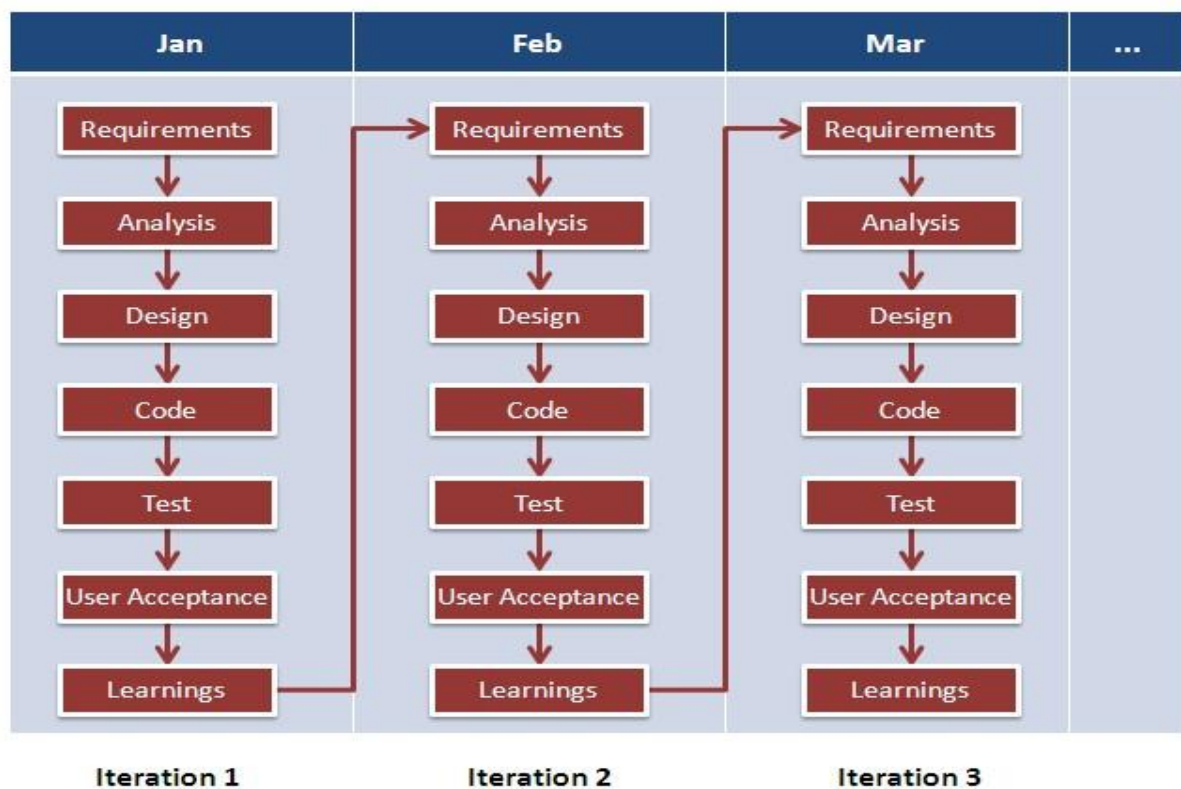 Jan
Feb
Mar
...
Requirements
Analysis
Design
Code
Test
User Acceptance
Learnings
Requirements
Analysis
Design
Code
Test
User Acceptance
Learnings
Requirements
Analysis
Design
Code
Test
User Acceptance
Learnings
Iteration 1
Iteration 2
Iteration 3